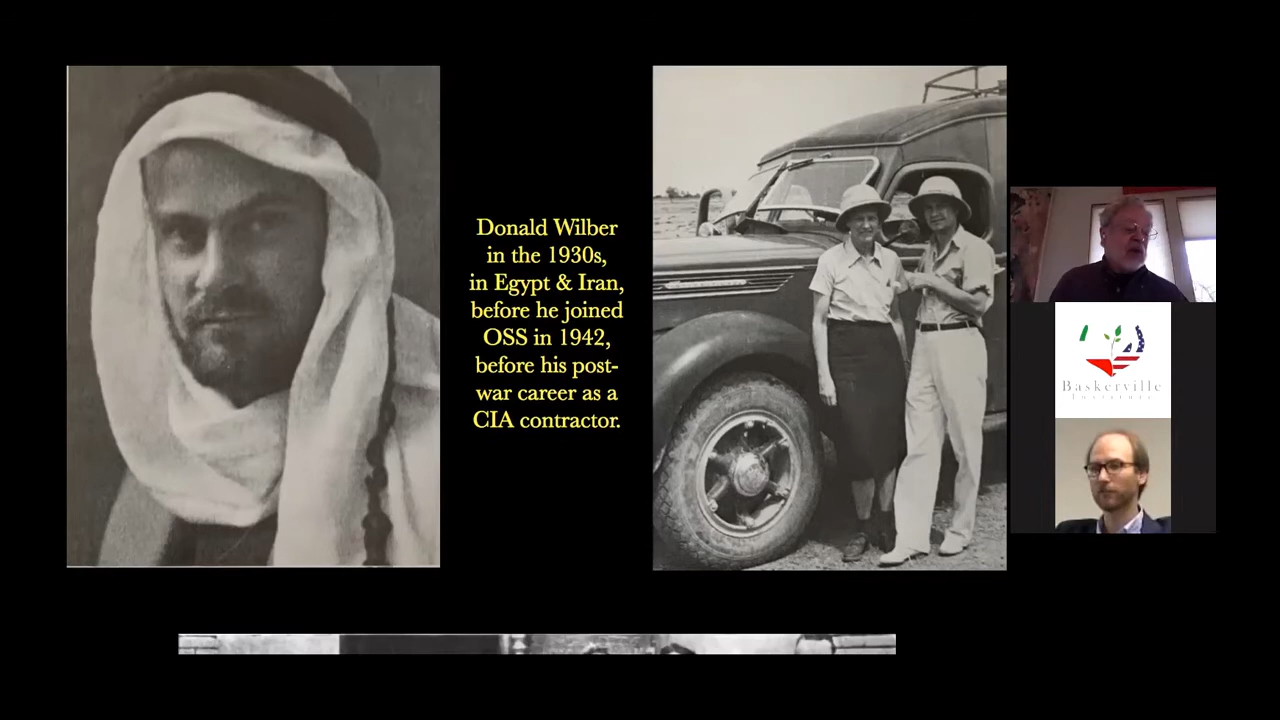 Donald Wilber
in the 1930s,
in Egypt & Iran,
before he joined
OSS in 1942,
before his post-
war career as a
CIA contractor.
Baskerville
Institute